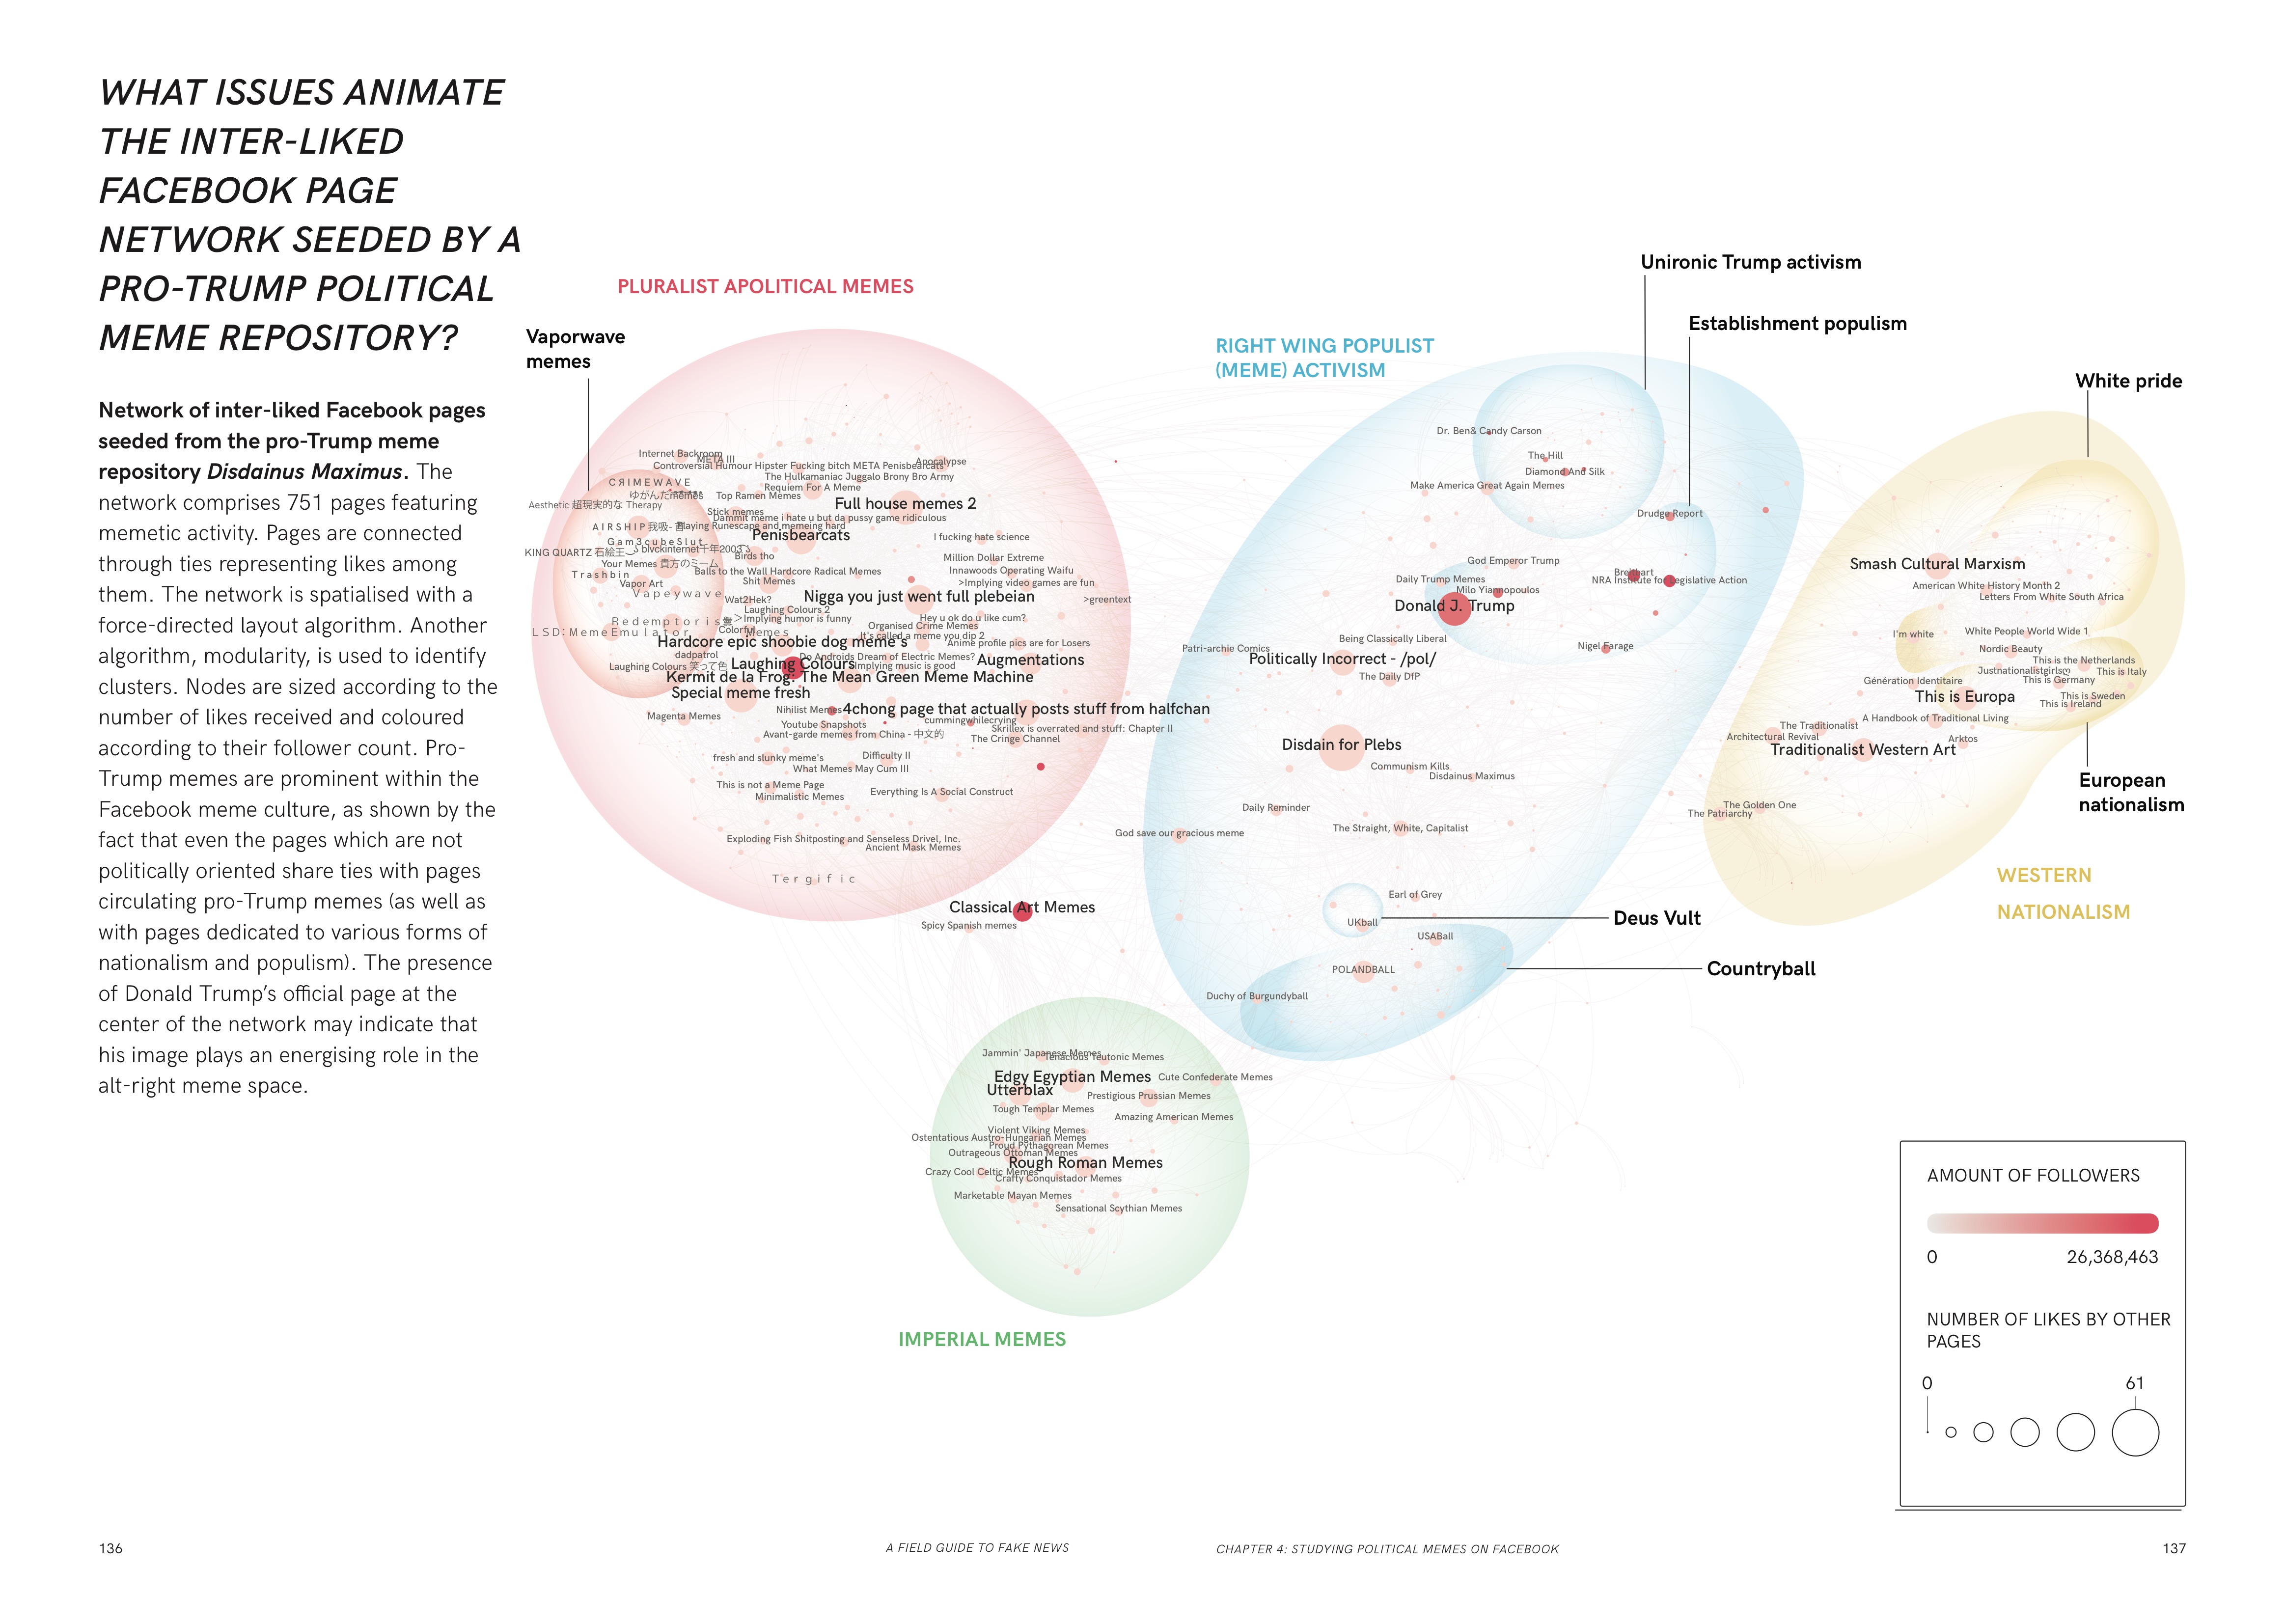 WHAT ISSUES ANIMATE
THE INTER-LIKED
FACEBOOK PAGE
NETWORK SEEDED BY A
PRO-TRUMP POLITICAL
MEME REPOSITORY?
Network of inter-liked Facebook pages
seeded from the pro-Trump meme
repository Disdainus Maximus. The
network comprises 751 pages featuring
memetic activity. Pages are connected
through ties representing likes among
them. The network is spatialised with a
force-directed layout algorithm. Another
algorithm, modularity, is used to identify
clusters. Nodes are sized according to the
number of likes received and coloured
according to their follower count. Pro-
Trump memes are prominent within the
Facebook meme culture, as shown by the
fact that even the pages which are not
politically oriented share ties with pages
circulating pro-Trump memes (as well as
with pages dedicated to various forms of
nationalism and populism). The presence
of Donald Trump’s official page at the
center of the network may indicate that
his image plays an energising role in the
alt-right meme space.
PLURALIST APOLITICAL MEMES
Vaporwave
memes
Internet Backroom
META III
Controversial Humour Hipster Fucking bitch META Penisbearcats
Apocalypse
The Hulkamaniac Juggalo Brony Bro Army
CЯIMEWAVE
Requiem For A Meme
Top Ramen Memes
Aesthetic 超現実的な Therapy
Full house memes 2
Stick memes
Dammit meme i hate u but da pussy game ridiculous
Playing Runescape and memeing hard
Penisbearcats
I fucking hate science
Gam3cubeSlut
KING QUARTZ 石絵王
blvckinternet千年2003
Birds tho
Million Dollar Extreme
Your Memes 貴方のミーム
Trashbin
Balls to the Wall Hardcore Radical Memes
Innawoods Operating Waifu
Vapor Art
Shit Memes
>Implying video games are fun
Vapeywave
Wat2Hek?
Nigga you just went full plebeian
>greentext
Laughing Colours 2
>Implying humor is funny
Hey u ok do u like cum?
Organised Crime Memes
LSD:MemeEmulator
It's called a meme you dip 2
Hardcore epic shoobie dog meme's
Anime profile pics are for Losers
dadpatrol
Do Androids Dream of Electric Memes?
Laughing Colours 笑って色
Laughing Colours
Implying music is good
Augmentations
Kermit de la Frog: The Mean Green Meme Machine
Special meme fresh
Magenta Memes
Nihilist Memes
4chong page that actually posts stuff from halfchan
Youtube Snapshots
cummingwhilecrying
Skrillex is overrated and stuff: Chapter II
Avant-garde memes from China - 中文的
The Cringe Channel
fresh and slunky meme's
Difficulty II
What Memes May Cum III
This is not a Meme Page
Minimalistic Memes
Everything Is A Social Construct
Exploding Fish Shitposting and Senseless Drivel, Inc.
Ancient Mask Memes
Tergific
Classical Art Memes
Spicy Spanish memes
RIGHT WING POPULIST
(MEME) ACTIVISM
Unironic Trump activism
Establishment populism
Dr. Ben& Candy Carson
The Hill
Diamond And Silk
Make America Great Again Memes
Drudge Report
God Emperor Trump
Breitbart
Daily Trump Memes
NRA Institute for Legislative Action
Milo Yiannopoulos
Donald J. Trump
Being Classically Liberal
Patri-archie Comics
Nigel Farage
Politically Incorrect - /pol/
The Daily DfP
Disdain for Plebs
Communism Kills
Disdainus Maximus
Daily Reminder
God save our gracious meme
The Straight, White, Capitalist
Earl of Grey
UKball
Deus Vult
USABall
POLANDBALL
Countryball
Duchy of Burgundyball
White pride
Smash Cultural Marxism
American White History Month 2
Letters From White South Africa
I'm white
White People World Wide 1
Nordic Beauty
This is the Netherlands
Justnationalistgirlsღ
This is Italy
Génération Identitaire
This is Germany
This is Europa
This is Sweden
This is Ireland
A Handbook of Traditional Living
The Traditionalist
Architectural Revival
Arktos
Traditionalist Western Art
The Golden One
The Patriarchy
European
nationalism
WESTERN
NATIONALISM
Jammin' Japanese Memes
Tenacious Teutonic Memes
Edgy Egyptian Memes
Cute Confederate Memes
Utterblax
Prestigious Prussian Memes
Tough Templar Memes
Amazing American Memes
Violent Viking Memes
Ostentatious Austro-Hungarian Memes
Proud Pythagorean Memes
Outrageous Ottoman Memes
Rough Roman Memes
Crazy Cool Celtic Memes
Crafty Conquistador Memes
Marketable Mayan Memes
Sensational Scythian Memes
IMPERIAL MEMES
AMOUNT OF FOLLOWERS
0 26,368,463
NUMBER OF LIKES BY OTHER
PAGES
0 61
136
A FIELD GUIDE TO FAKE NEWS
CHAPTER 4: STUDYING POLITICAL MEMES ON FACEBOOK
137